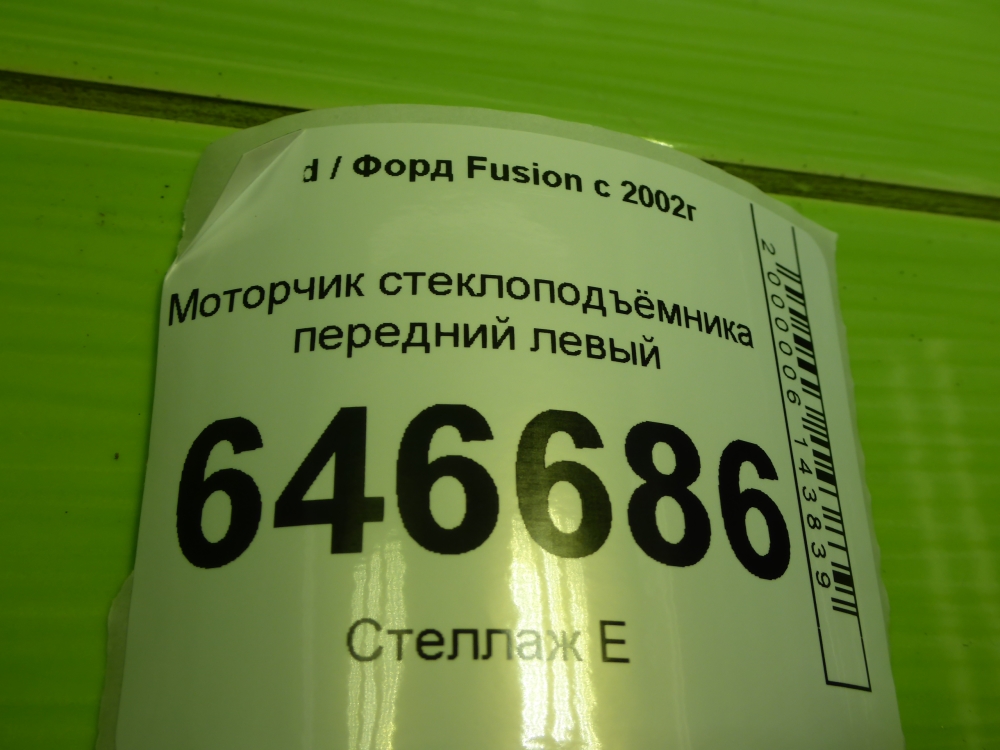 d / Форд Fusion с 2002г
Моторчик стеклоподъёмника
передний левый
646686
Стеллаж Е
2000006143839